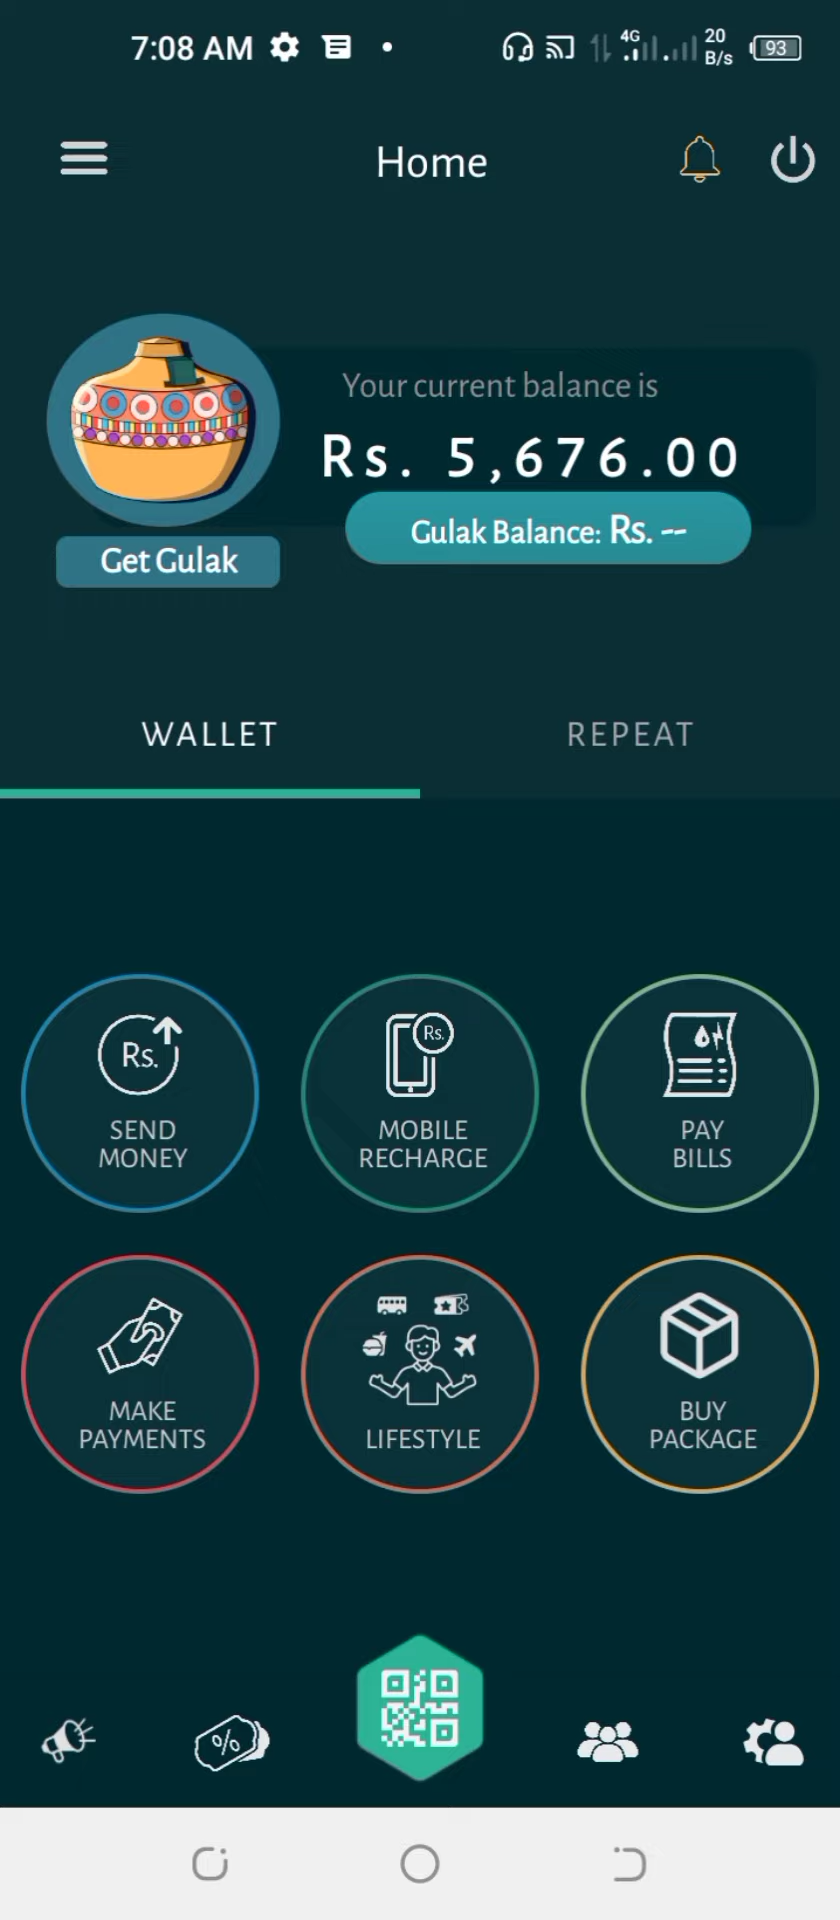 7:08 AM
4G
20
B/s
93
Home
Your current balance is
Rs. 5,676.00
Gulak Balance: Rs. --
Get Gulak
WALLET
REPEAT
Rs.
SEND
MONEY
Rs.
MOBILE
RECHARGE
PAY
BILLS
MAKE
PAYMENTS
LIFESTYLE
BUY
PACKAGE
%